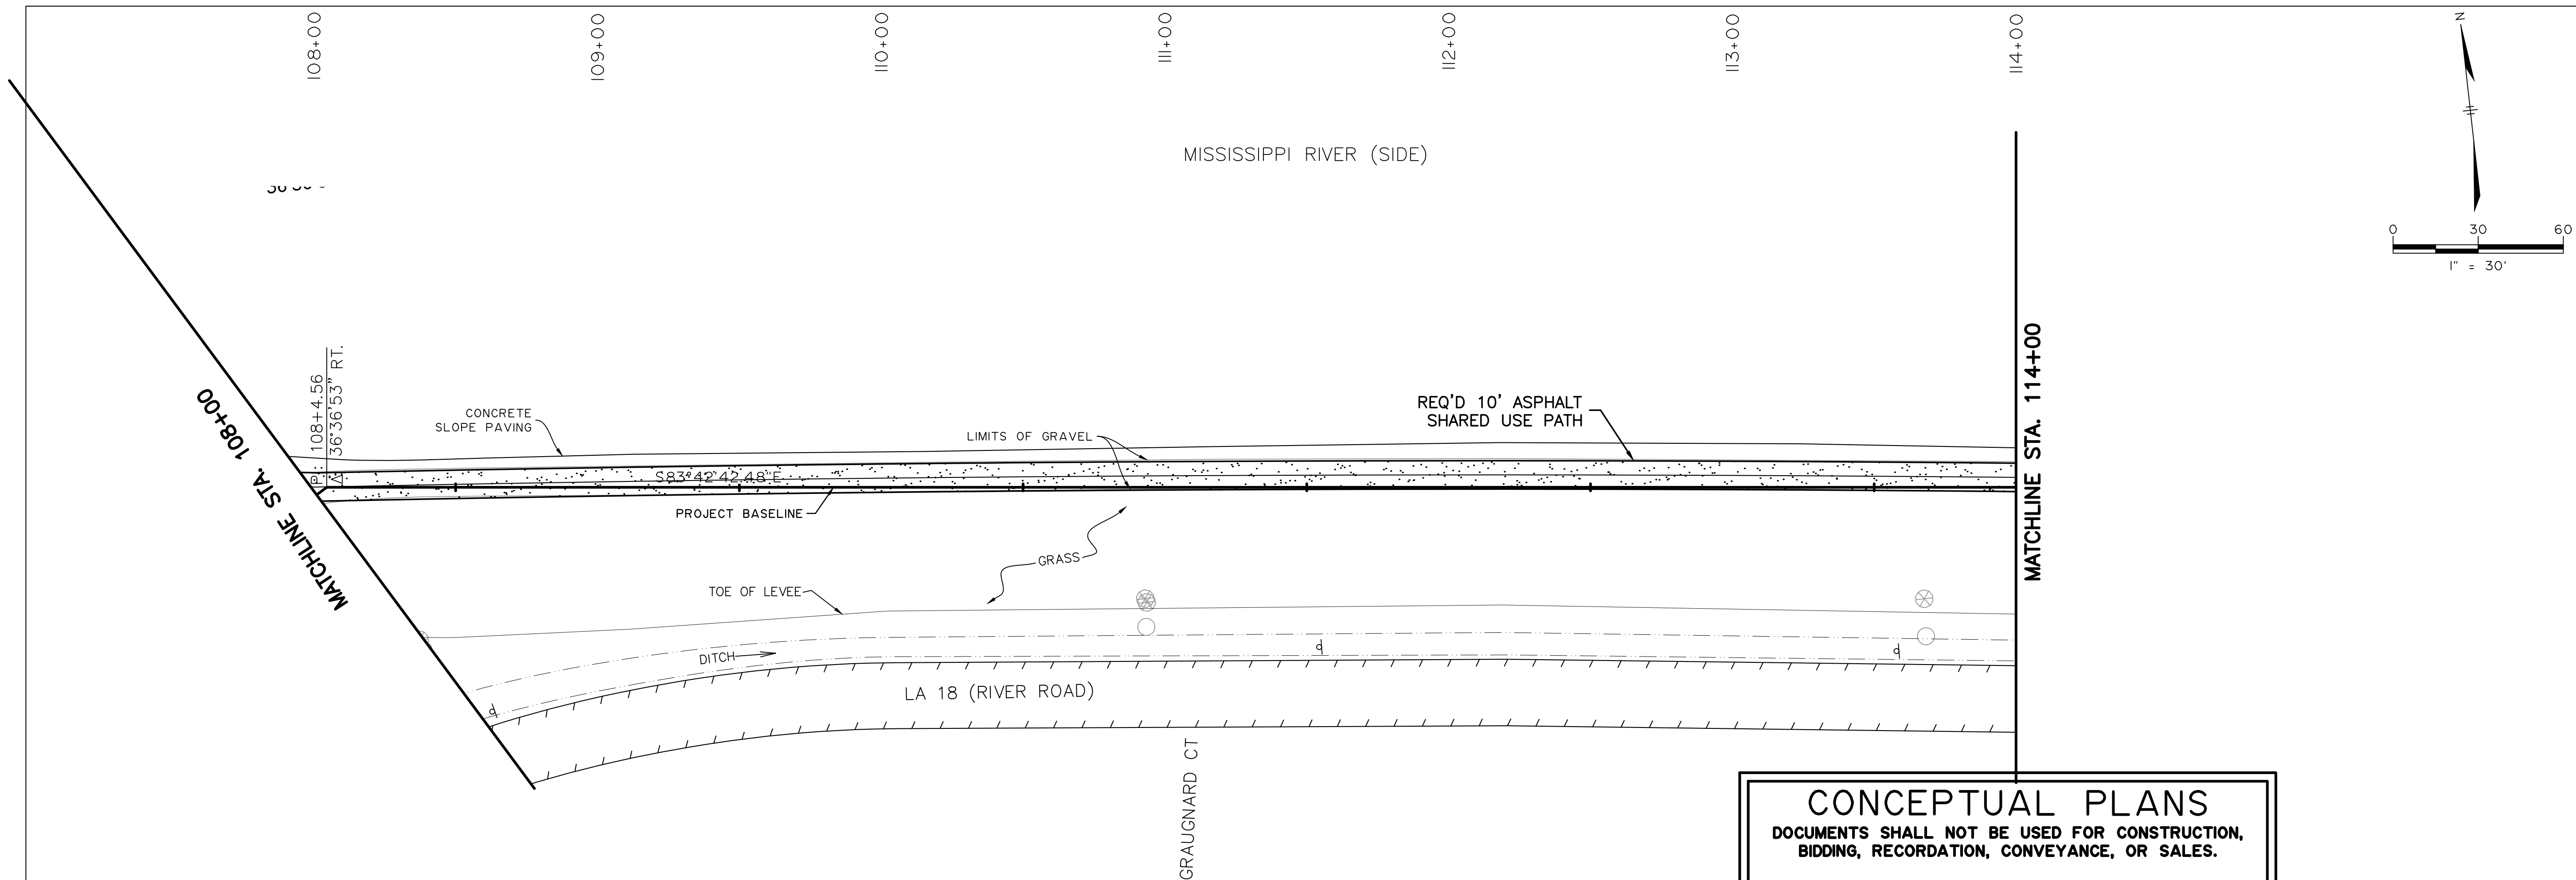 108+00
109+00
110+00
111+00
112+00
113+00
114+00
N
MISSISSIPPI RIVER (SIDE)
0 30 60
1" = 30'
MATCHLINE STA. 108+00
108+4.56
36°36'53" RT.
CONCRETE
SLOPE PAVING
LIMITS OF GRAVEL
REQ'D 10' ASPHALT
SHARED USE PATH
MATCHLINE STA. 114+00
S83°42'42.48"E
PROJECT BASELINE
GRASS
TOE OF LEVEE
DITCH
LA 18 (RIVER ROAD)
GRAUGNARD CT
CONCEPTUAL PLANS
DOCUMENTS SHALL NOT BE USED FOR CONSTRUCTION,
BIDDING, RECORDATION, CONVEYANCE, OR SALES.